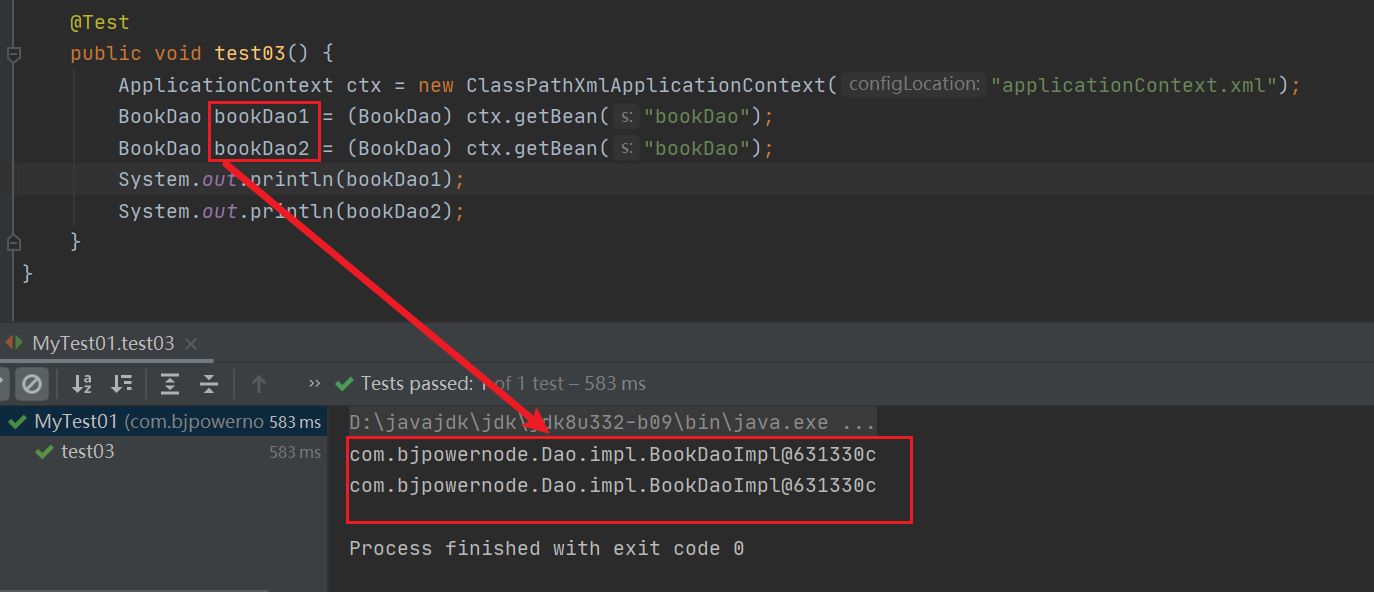 @Test
public void test03() {
ApplicationContext ctx = new ClassPathXmlApplicationContext( configLocation: "applicationContext.xml");
BookDao bookDao1 = (BookDao) ctx.getBean( s: "bookDao");
BookDao bookDao2 = (BookDao) ctx.getBean( s: "bookDao");
System.out.println(bookDao1);
System.out.println(bookDao2);
}
}
MyTest01.test03
Tests passed: 1 of 1 test – 583 ms
MyTest01 (com.bjpowerno 583 ms
test03 583 ms
D:\javajdk\jdk\jdk8u332-b09\bin\java.exe ...
com.bjpowernode.Dao.impl.BookDaoImpl@631330c
com.bjpowernode.Dao.impl.BookDaoImpl@631330c
Process finished with exit code 0